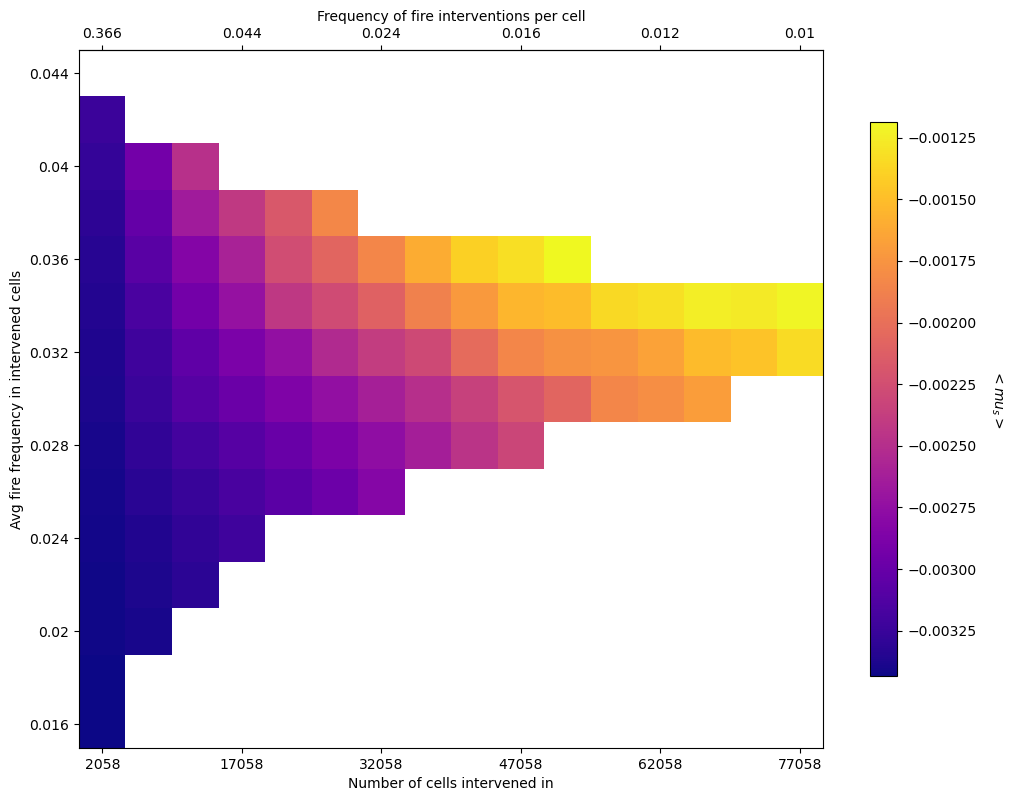 Frequency of fire interventions per cell
0.366 0.044 0.024 0.016 0.012 0.01
0.044
0.04
0.036
0.032
0.028
0.024
0.02
0.016
Avg fire frequency in intervened cells
2058 17058 32058 47058 62058 77058
Number of cells intervened in
−0.00125
−0.00150
−0.00175
−0.00200
−0.00225
−0.00250
−0.00275
−0.00300
−0.00325
< mu_s >